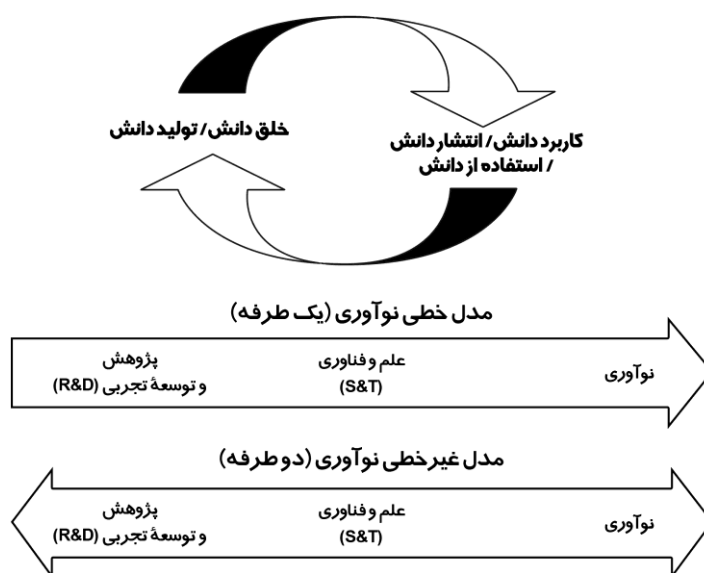 خلق دانش/ تولید دانش
کاربرد دانش/ انتشار دانش
/ استفاده از دانش
مدل خطی نوآوری (یک طرفه)
پژوهش
و توسعهٔ تجربی (R&D)
علم و فناوری
(S&T)
نوآوری
مدل غیرخطی نوآوری (دو طرفه)
پژوهش
و توسعهٔ تجربی (R&D)
علم و فناوری
(S&T)
نوآوری